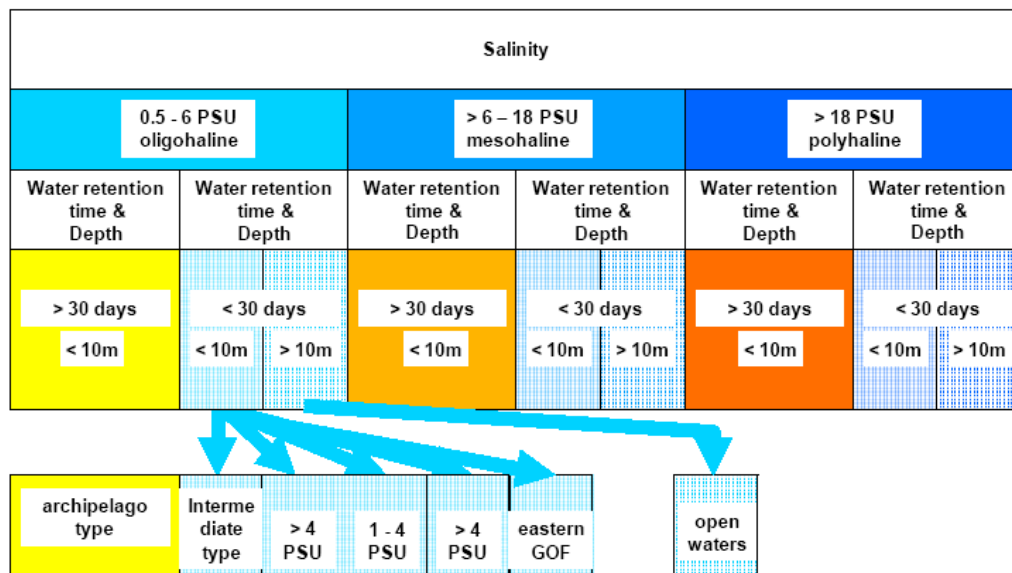 Salinity
0.5 - 6 PSU
oligohaline
> 6 – 18 PSU
mesohaline
> 18 PSU
polyhaline
Water retention
time &
Depth
Water retention
time &
Depth
Water retention
time &
Depth
Water retention
time &
Depth
Water retention
time &
Depth
Water retention
time &
Depth
> 30 days
< 10m
< 30 days
< 10m
> 10m
> 30 days
< 10m
< 30 days
< 10m
> 10m
> 30 days
< 10m
< 30 days
< 10m
> 10m
archipelago
type
Interme
diate
type
> 4
PSU
1 - 4
PSU
> 4
PSU
eastern
GOF
open
waters